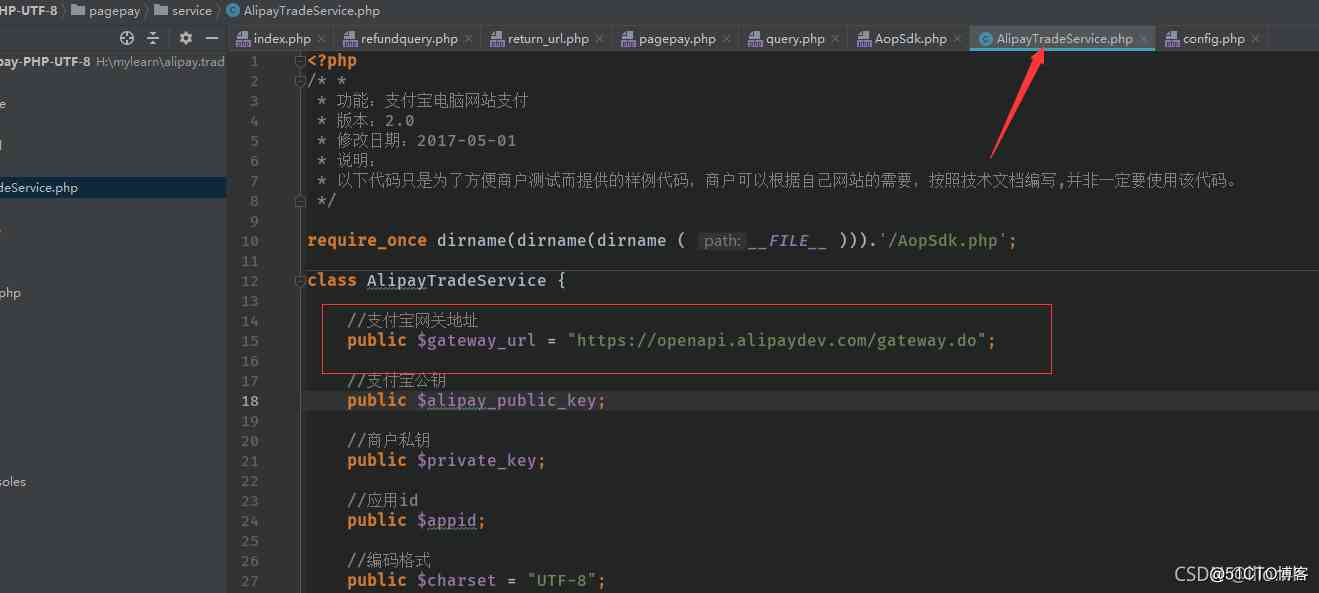 HP-UTF-8 pagepay service AlipayTradeService.php
index.php refundquery.php return_url.php pagepay.php query.php AopSdk.php AlipayTradeService.php config.php
pay-PHP-UTF-8 H:\mylearn\alipay.trad
deService.php
php
soles
1 <?php
2 /* *
3 * 功能：支付宝电脑网站支付
4 * 版本：2.0
5 * 修改日期：2017-05-01
6 * 说明：
7 * 以下代码只是为了方便商户测试而提供的样例代码，商户可以根据自己网站的需要，按照技术文档编写,并非一定要使用该代码。
8 */
9
10 require_once dirname(dirname(dirname ( path: __FILE__ ))).'/AopSdk.php';
11
12 class AlipayTradeService {
13
14 //支付宝网关地址
15 public $gateway_url = "https://openapi.alipaydev.com/gateway.do";
16
17 //支付宝公钥
18 public $alipay_public_key;
19
20 //商户私钥
21 public $private_key;
22
23 //应用id
24 public $appid;
25
26 //编码格式
27 public $charset = "UTF-8";
CSD @51CTO博客